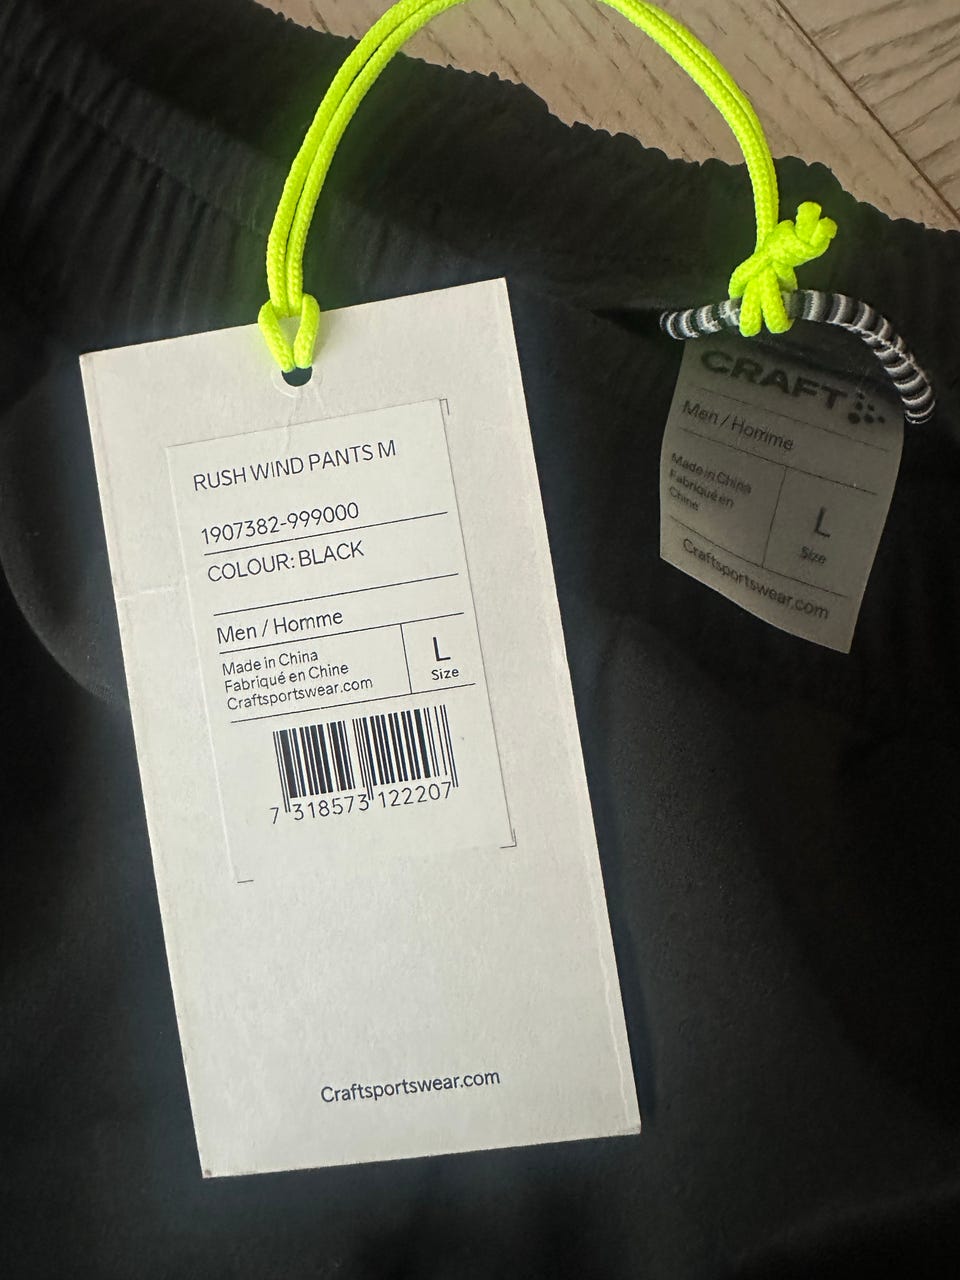 RUSH WIND PANTS M
1907382-999000
COLOUR: BLACK
Men / Homme
Made in China
Fabriqué en Chine
Craftsportswear.com
L
Size
7 318573 122207
Craftsportswear.com
CRAFT
Men / Homme
Made in China
Fabriqué en
Chine
L
Size
Craftsportswear.com